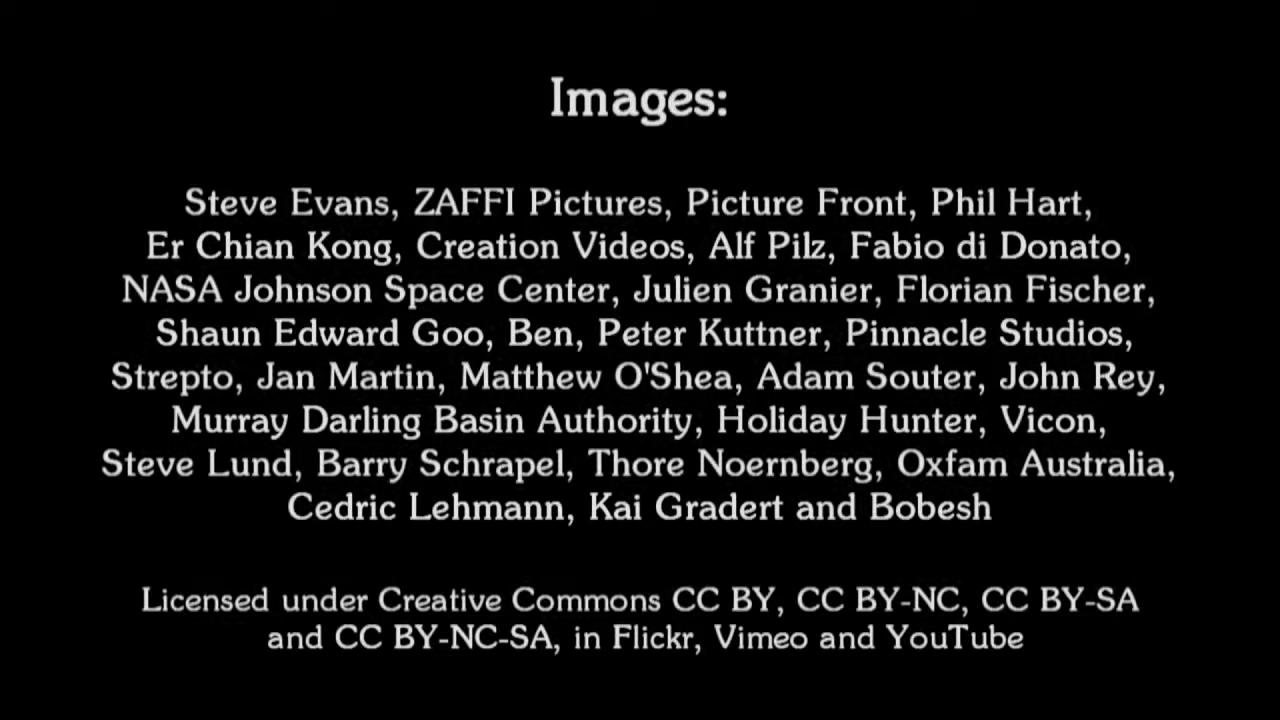 Images:
Steve Evans, ZAFFI Pictures, Picture Front, Phil Hart,
Er Chian Kong, Creation Videos, Alf Pilz, Fabio di Donato,
NASA Johnson Space Center, Julien Granier, Florian Fischer,
Shaun Edward Goo, Ben, Peter Kuttner, Pinnacle Studios,
Strepto, Jan Martin, Matthew O'Shea, Adam Souter, John Rey,
Murray Darling Basin Authority, Holiday Hunter, Vicon,
Steve Lund, Barry Schrapel, Thore Noernberg, Oxfam Australia,
Cedric Lehmann, Kai Gradert and Bobesh
Licensed under Creative Commons CC BY, CC BY-NC, CC BY-SA
and CC BY-NC-SA, in Flickr, Vimeo and YouTube